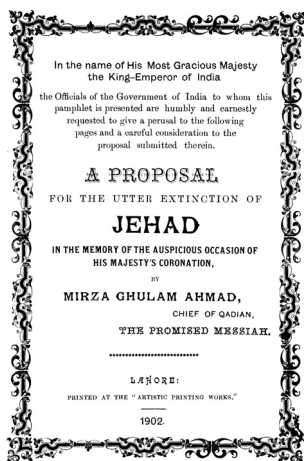 In the name of His Most Gracious Majesty
the King-Emperor of India
the Officials of the Government of India to whom this
pamphlet is presented are humbly and earnestly
requested to give a perusal to the following
pages and a careful consideration to the
proposal submitted therein.
A PROPOSAL
FOR THE UTTER EXTINCTION OF
JEHAD
IN THE MEMORY OF THE AUSPICIOUS OCCASION OF
HIS MAJESTY'S CORONATION,
BY
MIRZA GHULAM AHMAD,
CHIEF OF QADIAN,
THE PROMISED MESSIAH.
LAHORE:
PRINTED AT THE "ARTISTIC PRINTING WORKS."
1902.